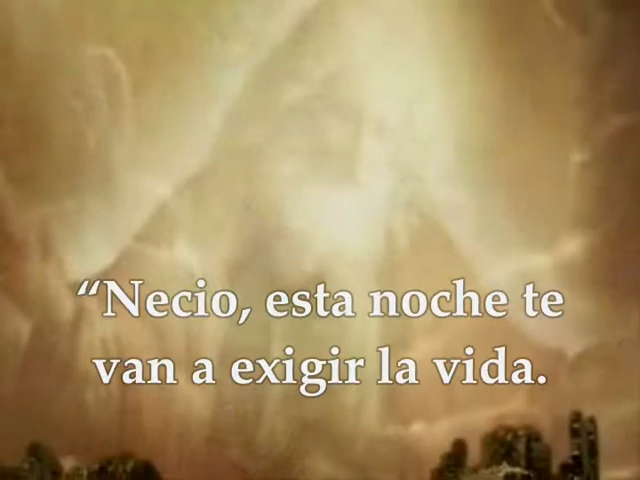 “Necio, esta noche te
van a exigir la vida.